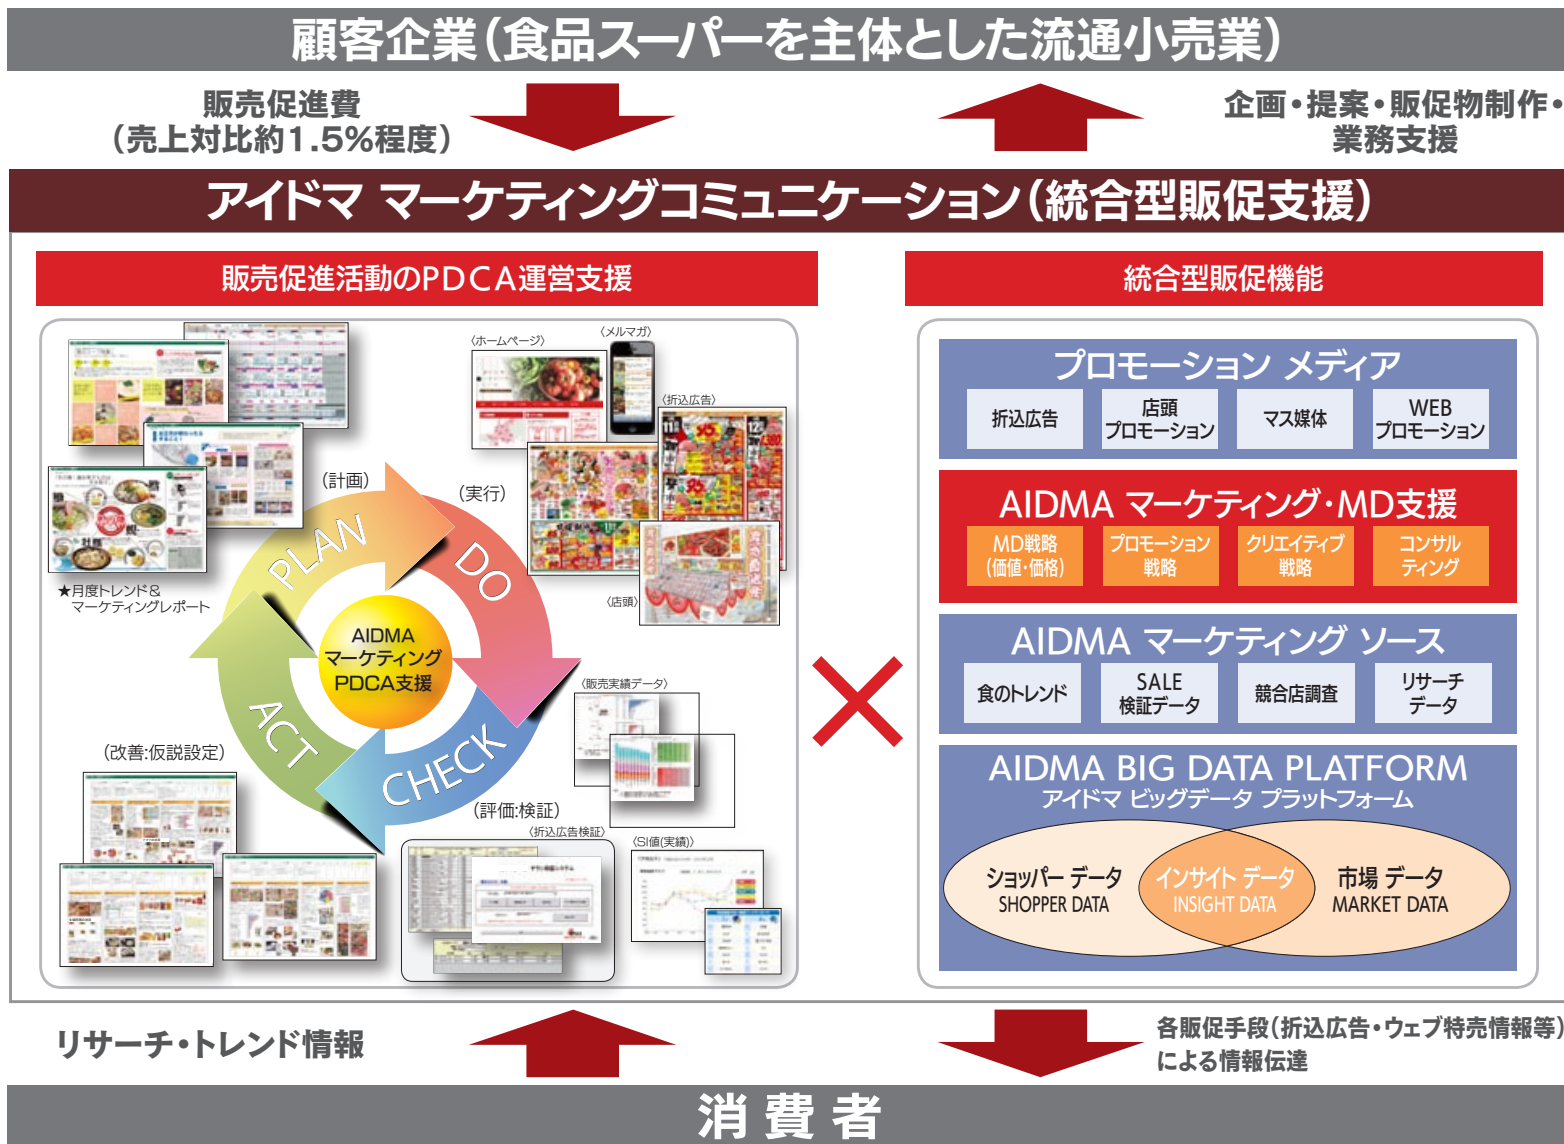 顧客企業(食品スーパーを主体とした流通小売業)
販売促進費
(売上対比約1.5%程度)
企画・提案・販促物制作・
業務支援
アイドマ マーケティングコミュニケーション(統合型販促支援)
販売促進活動のPDCA運営支援
〈ホームページ〉
〈メルマガ〉
〈折込広告〉
(計画)
(実行)
PLAN
DO
★月度トレンド&
マーケティングレポート
〈店頭〉
AIDMA
マーケティング
PDCA支援
〈販売実績データ〉
ACT
CHECK
(改善:仮説設定)
(評価:検証)
〈折込広告検証〉
〈SI値(実績)〉
統合型販促機能
プロモーション メディア
折込広告
店頭
プロモーション
マス媒体
WEB
プロモーション
AIDMA マーケティング・MD支援
MD戦略
(価値・価格)
プロモーション
戦略
クリエイティブ
戦略
コンサル
ティング
AIDMA マーケティング ソース
食のトレンド
SALE
検証データ
競合店調査
リサーチ
データ
AIDMA BIG DATA PLATFORM
アイドマ ビッグデータ プラットフォーム
ショッパー データ
SHOPPER DATA
インサイト データ
INSIGHT DATA
市場 データ
MARKET DATA
リサーチ・トレンド情報
各販促手段(折込広告・ウェブ特売情報等)
による情報伝達
消費者